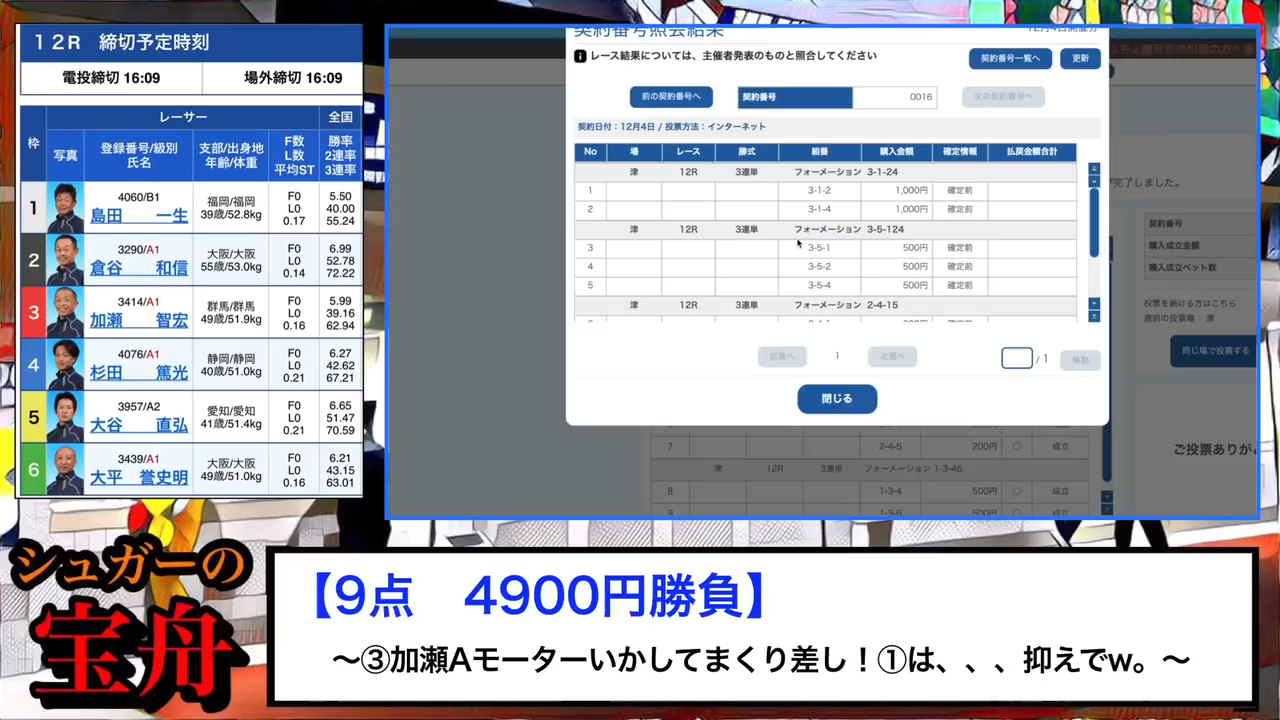 12R 締切予定時刻
電投締切 16:09 場外締切 16:09
枠 レーサー 全国
写真 登録番号/級別 氏名 支部/出身地 年齢/体重 F数 L数 平均ST 勝率 2連率 3連率
1 4060/B1 島田 一生 福岡/福岡 39歳/52.8kg F0 L0 0.17 5.50 40.00 55.24
2 3290/A1 倉谷 和信 大阪/大阪 55歳/53.0kg F0 L0 0.14 6.99 52.78 72.22
3 3414/A1 加瀬 智宏 群馬/群馬 49歳/51.9kg F0 L0 0.16 5.99 39.16 62.94
4 4076/A1 杉田 篤光 静岡/静岡 40歳/51.0kg F0 L0 0.21 6.27 42.62 67.21
5 3957/A2 大谷 直弘 愛知/愛知 41歳/51.4kg F0 L0 0.21 6.65 51.47 70.59
6 3439/A1 大平 誉史明 大阪/大阪 49歳/51.0kg F0 L0 0.16 6.21 43.15 63.01
契約番号照会結果
レース結果については、主催者発表のものと照合してください 契約番号一覧へ 更新
前の契約番号へ 契約番号 0016 次の契約番号へ
契約日付：12月4日 / 投票方法：インターネット
No 場 レース 勝式 組番 購入金額 確定情報 払戻金額合計
津 12R 3連単 フォーメーション 3-1-24
1 3-1-2 1,000円 確定前
2 3-1-4 1,000円 確定前
津 12R 3連単 フォーメーション 3-5-124
3 3-5-1 500円 確定前
4 3-5-2 500円 確定前
5 3-5-4 500円 確定前
津 12R 3連単 フォーメーション 2-4-15
前頁へ 1 次頁へ / 1 移動
閉じる
完了しました。
契約番号
購入成立金額
購入成立ベット数
投票を続ける方はこちら
直前の投票場： 津
同じ場で投票する
ご投票ありが
7 2-4-5 200円 〇 成立
津 12R 3連単 フォーメーション 1-3-46
8 1-3-4 500円 〇 成立
9 1-3-6 500円 〇 成立
シュガーの
宝舟
【9点 4900円勝負】
～③加瀬Aモーターいかしてまくり差し！①は、、、抑えでw。～